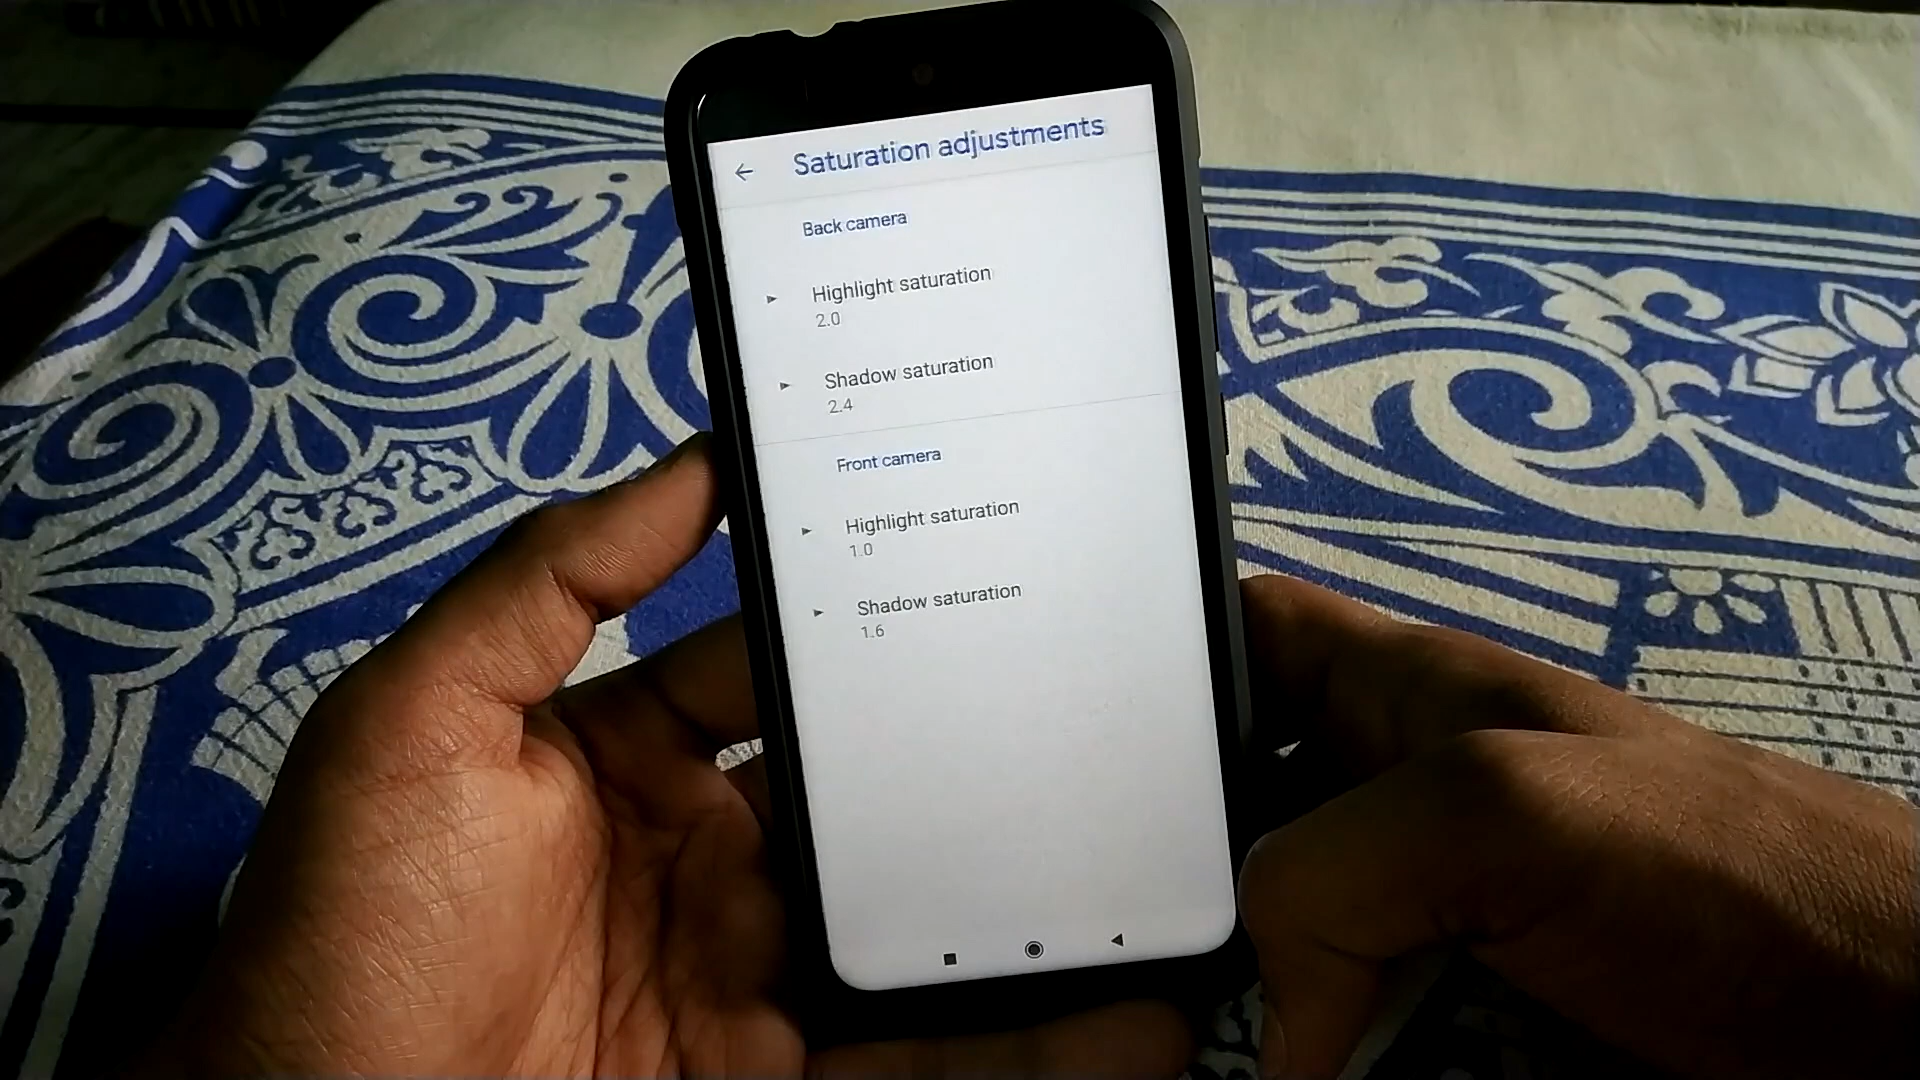 Saturation adjustments
Back camera
Highlight saturation
2.0
Shadow saturation
2.4
Front camera
Highlight saturation
1.0
Shadow saturation
1.6